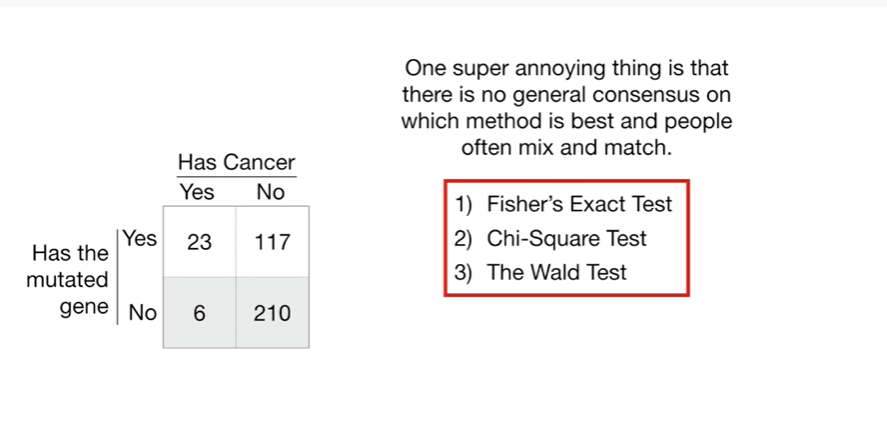 One super annoying thing is that
there is no general consensus on
which method is best and people
often mix and match.
Has Cancer
Yes No
1) Fisher's Exact Test
2) Chi-Square Test
3) The Wald Test
Has the
mutated
gene
Yes 23 117
No 6 210